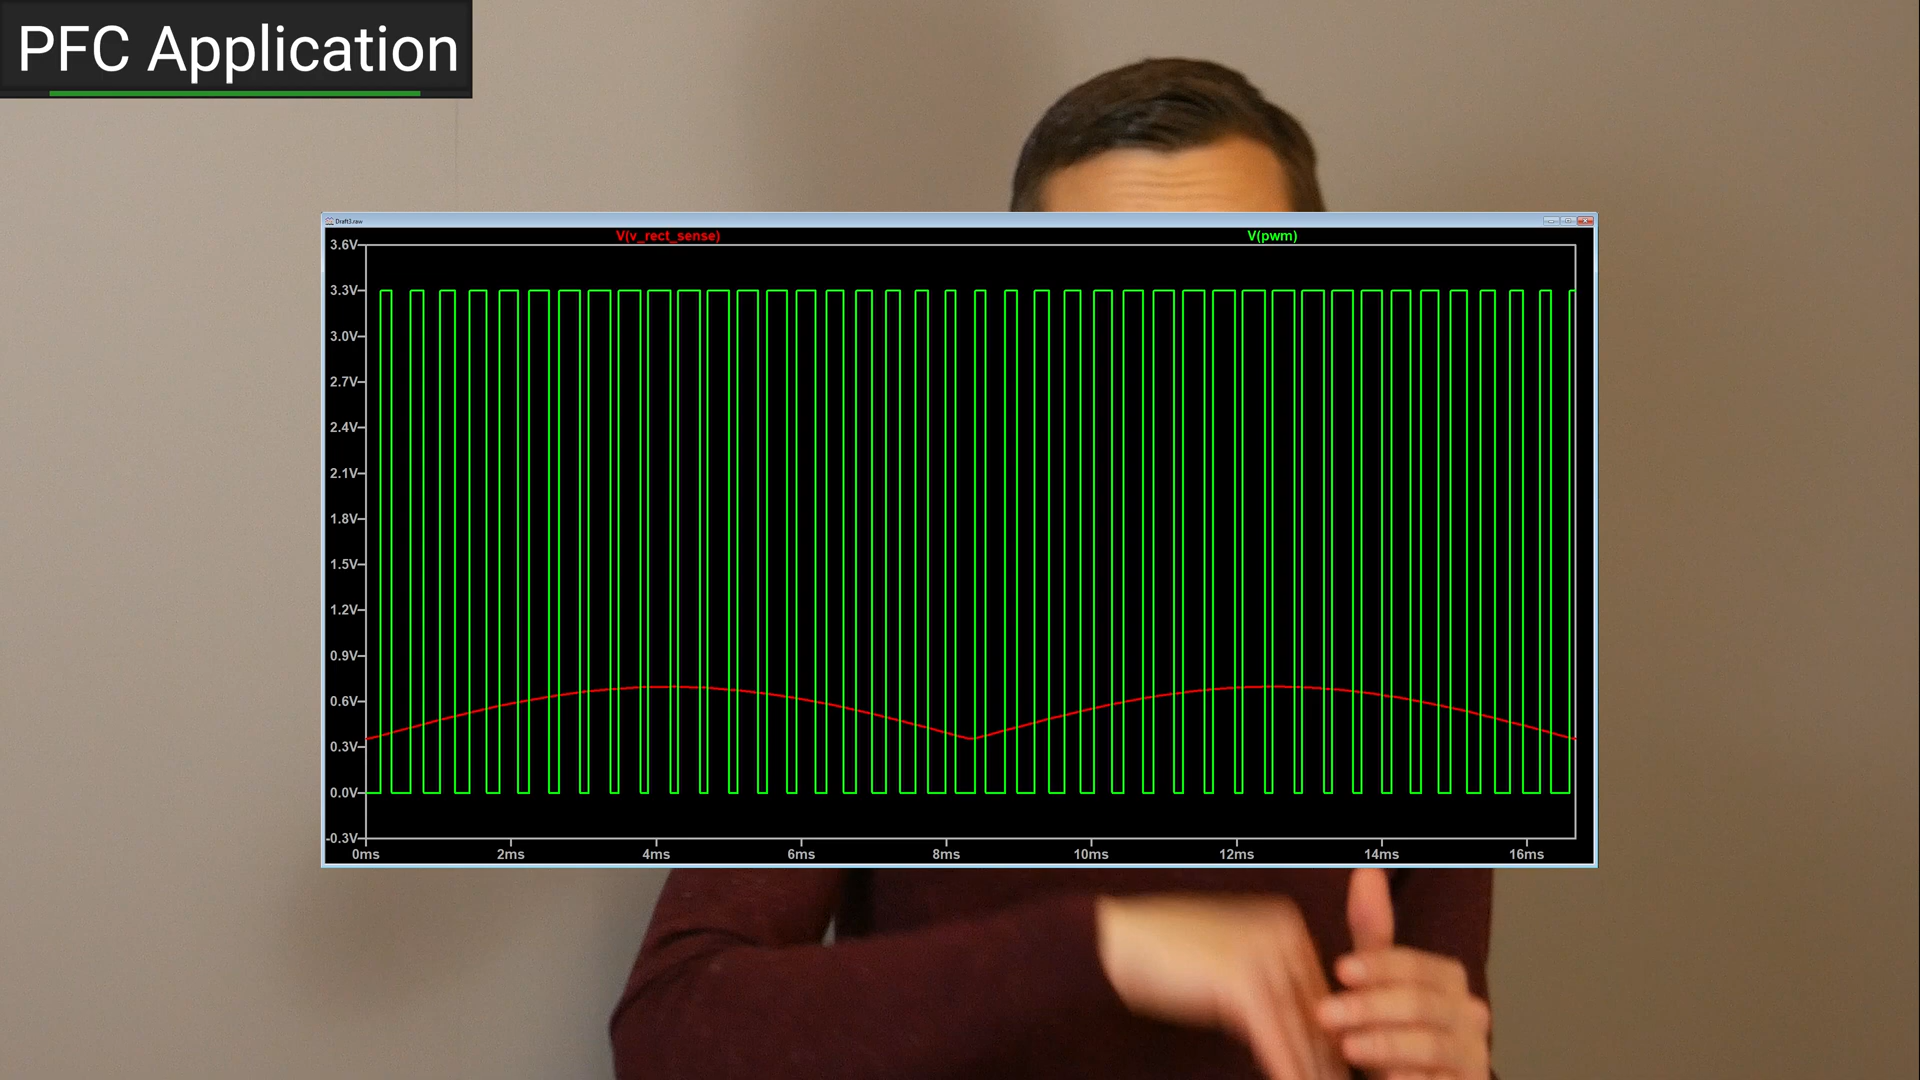 PFC Application
Draft3.raw
V(v_rect_sense) V(pwm)
3.6V
3.3V
3.0V
2.7V
2.4V
2.1V
1.8V
1.5V
1.2V
0.9V
0.6V
0.3V
0.0V
-0.3V
0ms 2ms 4ms 6ms 8ms 10ms 12ms 14ms 16ms